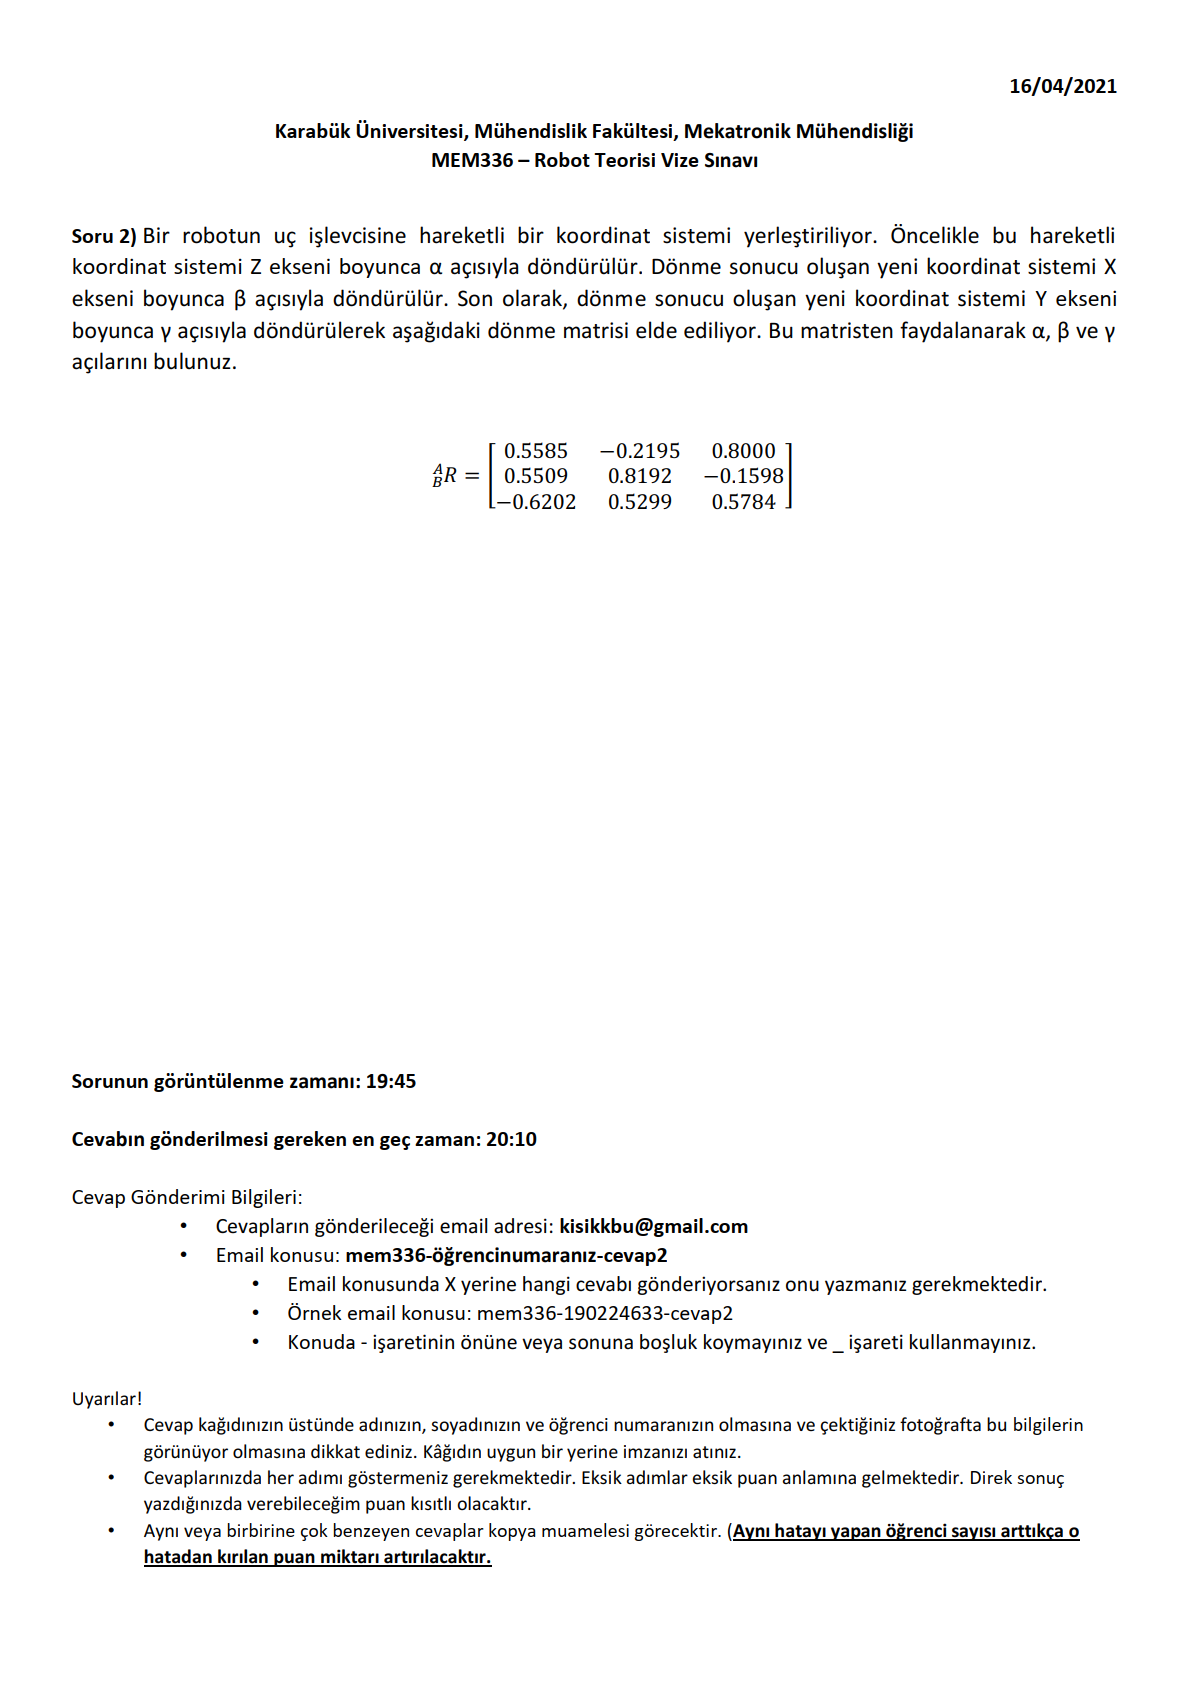 16/04/2021
Karabük Üniversitesi, Mühendislik Fakültesi, Mekatronik Mühendisliği
MEM336 – Robot Teorisi Vize Sınavı
Soru 2) Bir robotun uç işlevcisine hareketli bir koordinat sistemi yerleştiriliyor. Öncelikle bu hareketli
koordinat sistemi Z ekseni boyunca α açısıyla döndürülür. Dönme sonucu oluşan yeni koordinat sistemi X
ekseni boyunca β açısıyla döndürülür. Son olarak, dönme sonucu oluşan yeni koordinat sistemi Y ekseni
boyunca γ açısıyla döndürülerek aşağıdaki dönme matrisi elde ediliyor. Bu matristen faydalanarak α, β ve γ
açılarını bulunuz.
0.5585 −0.2195 0.8000
A B R = 0.5509 0.8192 −0.1598
−0.6202 0.5299 0.5784
Sorunun görüntülenme zamanı: 19:45
Cevabın gönderilmesi gereken en geç zaman: 20:10
Cevap Gönderimi Bilgileri:
• Cevapların gönderileceği email adresi: kisikkbu@gmail.com
• Email konusu: mem336-öğrencinumaranız-cevap2
• Email konusunda X yerine hangi cevabı gönderiyorsanız onu yazmanız gerekmektedir.
• Örnek email konusu: mem336-190224633-cevap2
• Konuda - işaretinin önüne veya sonuna boşluk koymayınız ve _ işareti kullanmayınız.
Uyarılar!
• Cevap kağıdınızın üstünde adınızın, soyadınızın ve öğrenci numaranızın olmasına ve çektiğiniz fotoğrafta bu bilgilerin
görünüyor olmasına dikkat ediniz. Kâğıdın uygun bir yerine imzanızı atınız.
• Cevaplarınızda her adımı göstermeniz gerekmektedir. Eksik adımlar eksik puan anlamına gelmektedir. Direk sonuç
yazdığınızda verebileceğim puan kısıtlı olacaktır.
• Aynı veya birbirine çok benzeyen cevaplar kopya muamelesi görecektir. (Aynı hatayı yapan öğrenci sayısı arttıkça o
hatadan kırılan puan miktarı artırılacaktır.